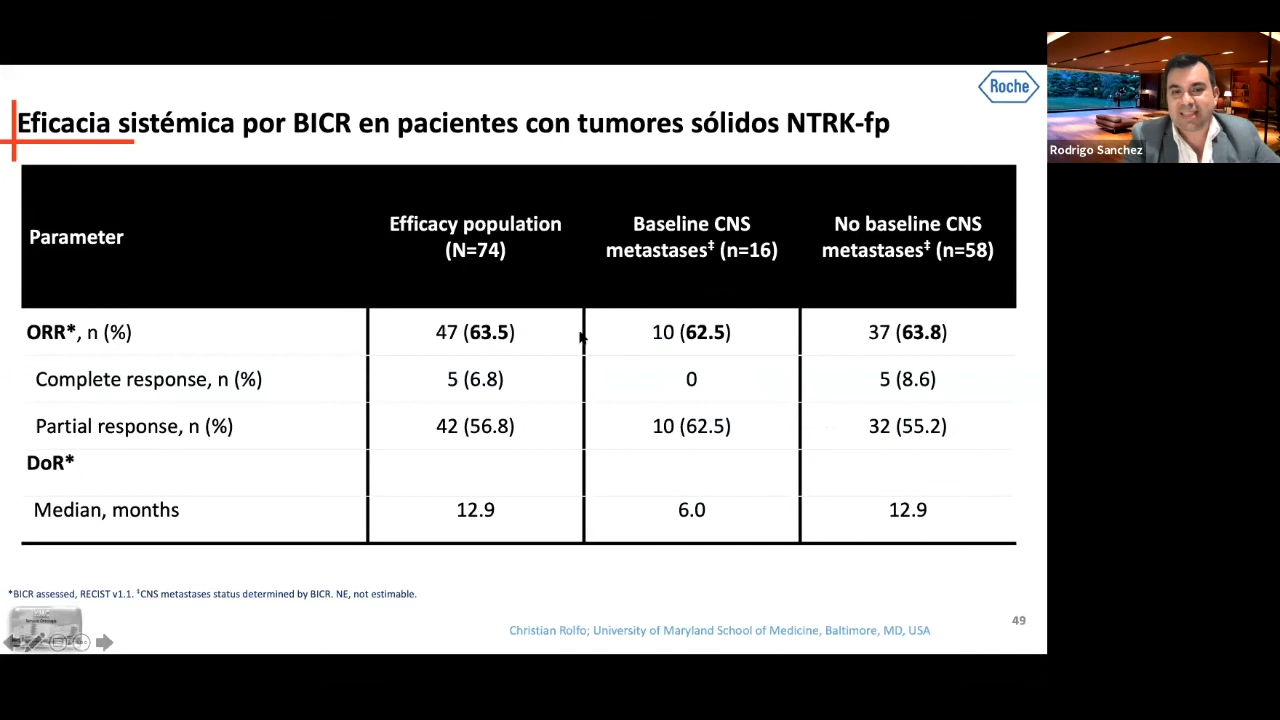 Roche
Eficacia sistémica por BICR en pacientes con tumores sólidos NTRK-fp
Rodrigo Sanchez
Parameter
Efficacy population
(N=74)
Baseline CNS
metastases‡ (n=16)
No baseline CNS
metastases‡ (n=58)
ORR*, n (%)
47 (63.5)
10 (62.5)
37 (63.8)
Complete response, n (%)
5 (6.8)
0
5 (8.6)
Partial response, n (%)
42 (56.8)
10 (62.5)
32 (55.2)
DoR*
Median, months
12.9
6.0
12.9
*BICR assessed, RECIST v1.1. ‡CNS metastases status determined by BICR. NE, not estimable.
Christian Rolfo; University of Maryland School of Medicine, Baltimore, MD, USA
49